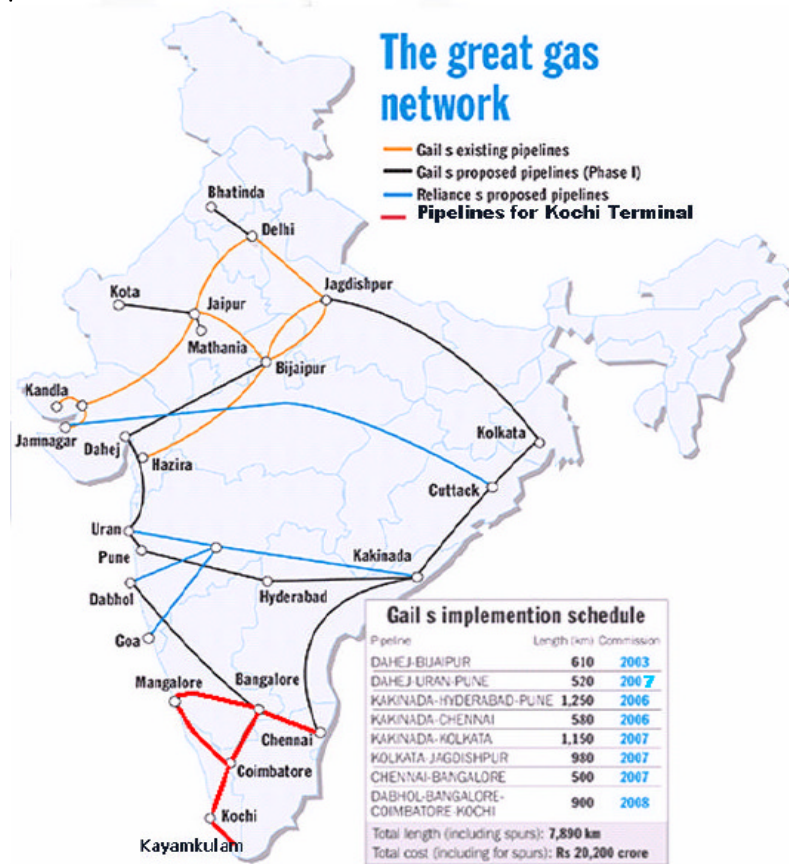 The great gas
network
Gail s existing pipelines
Gail s proposed pipelines (Phase I)
Reliance s proposed pipelines
Pipelines for Kochi Terminal
Bhatinda
Delhi
Jagdishpur
Kota
Jaipur
Mathania
Bijaipur
Kandla
Jamnagar
Dahej
Hazira
Kolkata
Cuttack
Uran
Pune
Kakinada
Dabhol
Hyderabad
Goa
Mangalore
Bangalore
Chennai
Coimbatore
Kochi
Kayamkulam
Gail s implemention schedule
Pipeline Length (km) Commission
DAHEJ-BIJAIPUR 610 2003
DAHEJ-URAN-PUNE 520 2007
KAKINADA-HYDERABAD-PUNE 1,250 2006
KAKINADA-CHENNAI 580 2006
KAKINADA-KOLKATA 1,150 2007
KOLKATA-JAGDISHPUR 980 2007
CHENNAI-BANGALORE 500 2007
DABHOL-BANGALORE-
COIMBATORE-KOCHI 900 2008
Total length (including spurs): 7,890 km
Total cost (including for spurs): Rs 20,200 crore